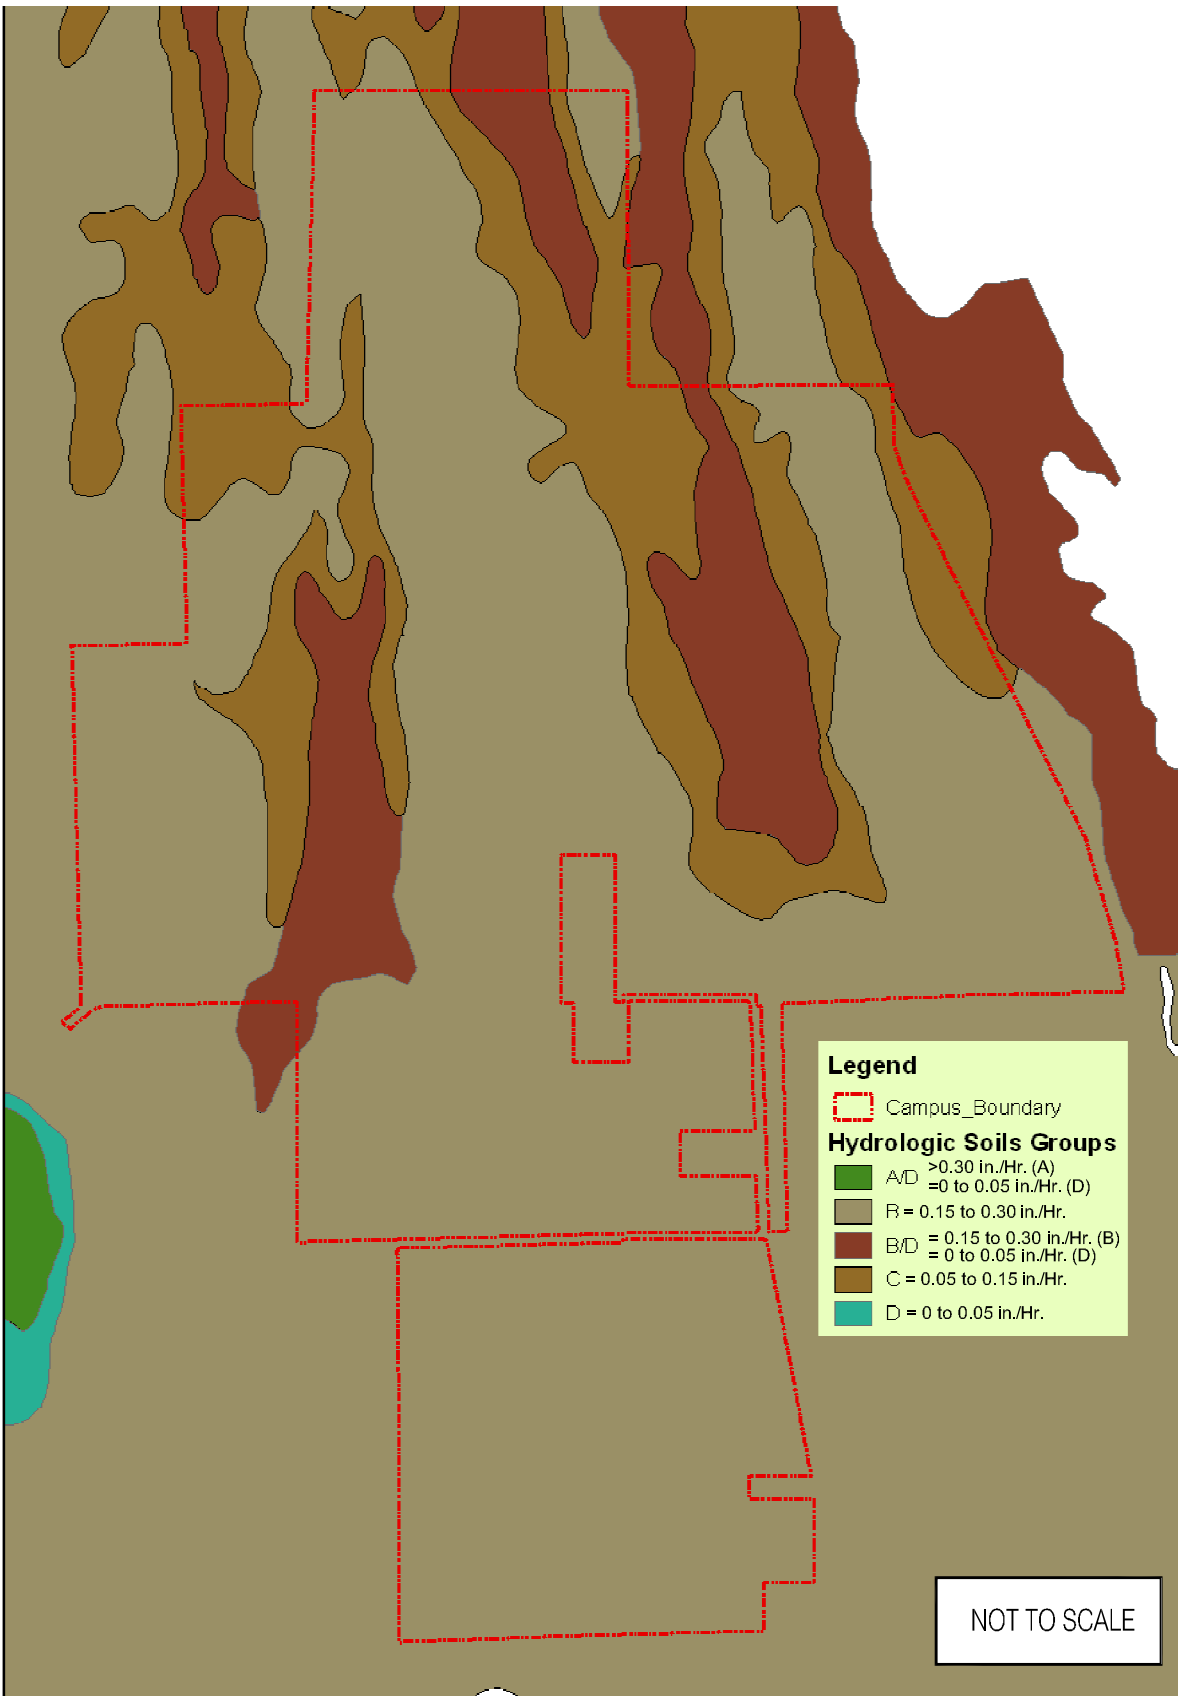 Legend
Campus_Boundary
Hydrologic Soils Groups
A/D >0.30 in./Hr. (A)
=0 to 0.05 in./Hr. (D)
B = 0.15 to 0.30 in./Hr.
B/D = 0.15 to 0.30 in./Hr. (B)
= 0 to 0.05 in./Hr. (D)
C = 0.05 to 0.15 in./Hr.
D = 0 to 0.05 in./Hr.
NOT TO SCALE